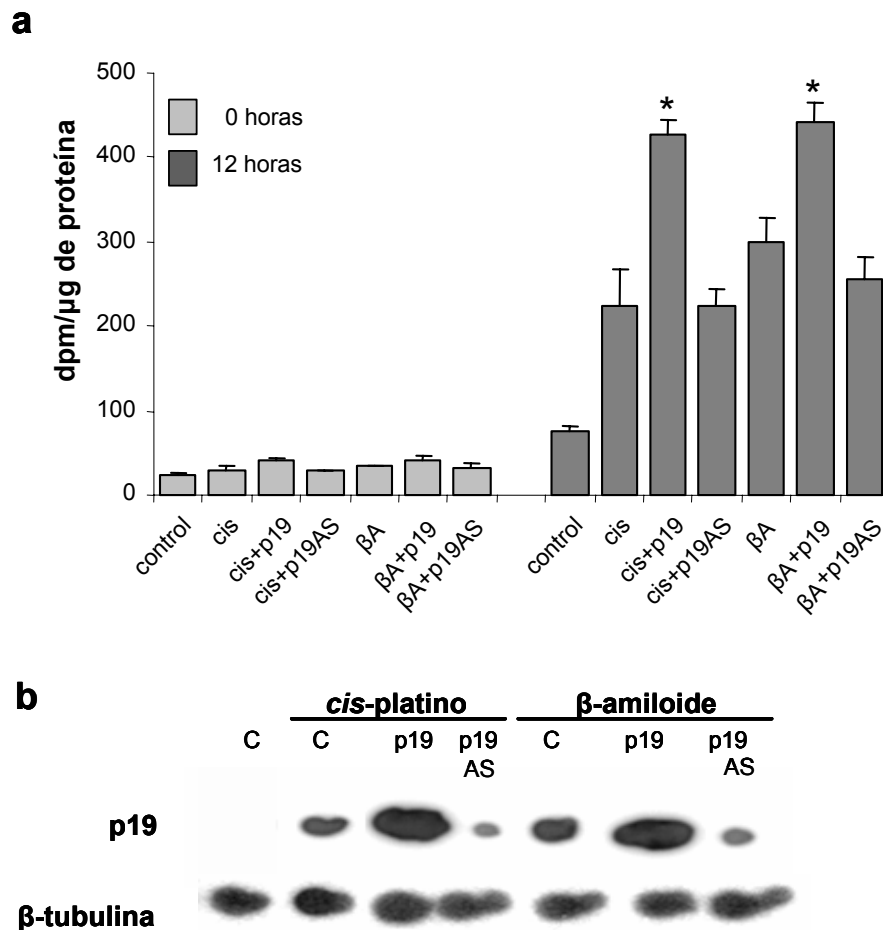 a
500
400
300
200
100
0
dpm/µg de proteína
0 horas
12 horas
*
*
control
cis
cis+p19
cis+p19AS
βA
βA+p19
βA+p19AS
control
cis
cis+p19
cis+p19AS
βA
βA+p19
βA+p19AS
b
cis-platino β-amiloide
C C p19 p19 AS C p19 p19 AS
p19
β-tubulina